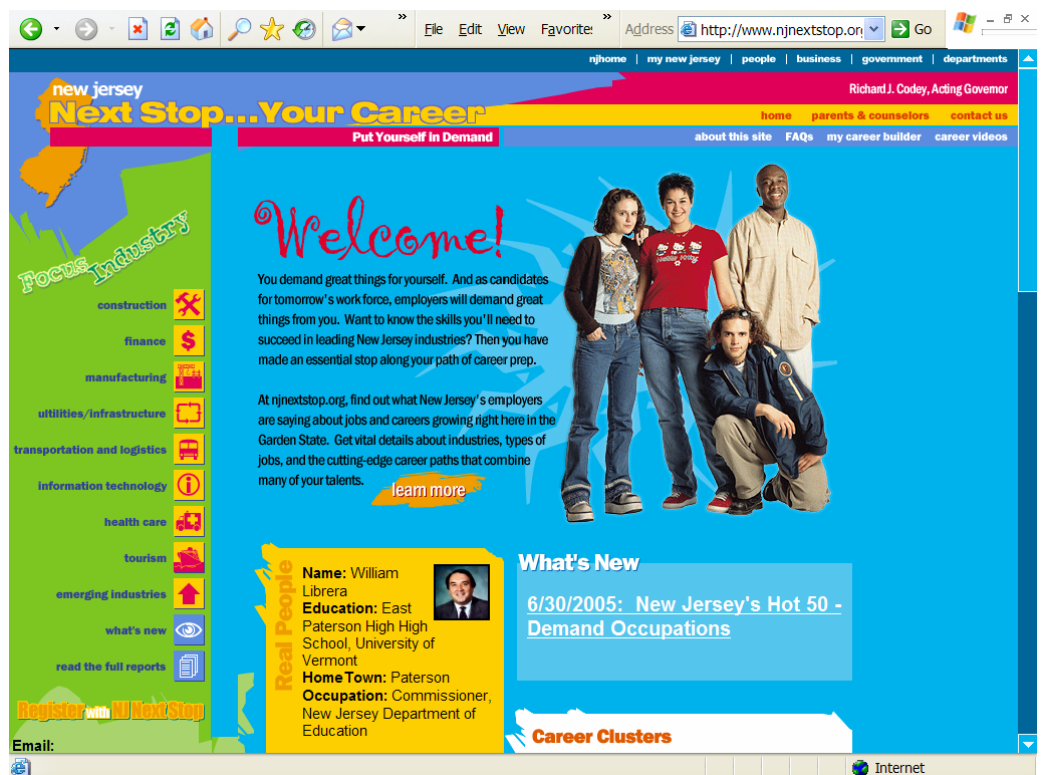 File Edit View Favorites Address http://www.njnextstop.or Go
njhome | my new jersey | people | business | government | departments
new jersey
Next Stop...Your Career
Richard J. Codey, Acting Governor
home parents & counselors contact us
Put Yourself in Demand
about this site FAQs my career builder career videos
Focus Industry
construction
finance
manufacturing
ultilities/infrastructure
transportation and logistics
information technology
health care
tourism
emerging industries
what's new
read the full reports
Register with NJ Next Stop
Email:
Welcome!
You demand great things for yourself. And as candidates
for tomorrow's work force, employers will demand great
things from you. Want to know the skills you'll need to
succeed in leading New Jersey industries? Then you have
made an essential stop along your path of career prep.
At njnextstop.org, find out what New Jersey's employers
are saying about jobs and careers growing right here in the
Garden State. Get vital details about industries, types of
jobs, and the cutting-edge career paths that combine
many of your talents.
learn more
Hello Kitty
Real People
Name: William
Librera
Education: East
Paterson High High
School, University of
Vermont
Home Town: Paterson
Occupation: Commissioner,
New Jersey Department of
Education
What's New
6/30/2005: New Jersey's Hot 50 -
Demand Occupations
Career Clusters
Internet